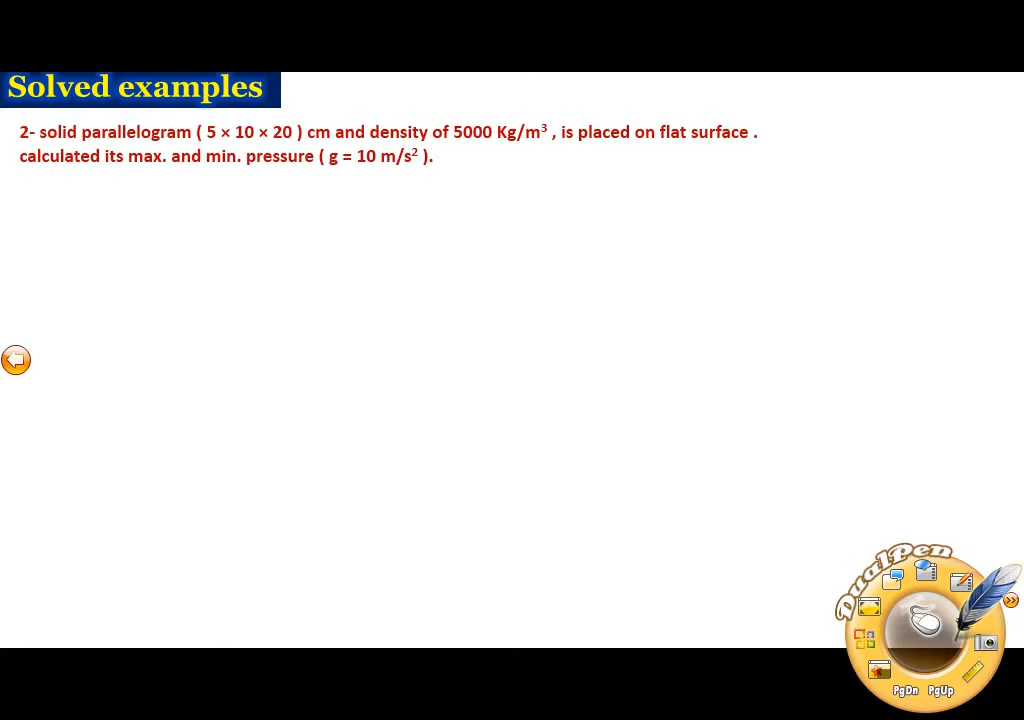 Solved examples
2- solid parallelogram ( 5 × 10 × 20 ) cm and density of 5000 Kg/m³ , is placed on flat surface .
calculated its max. and min. pressure ( g = 10 m/s² ).
DualPen
PgDn PgUp